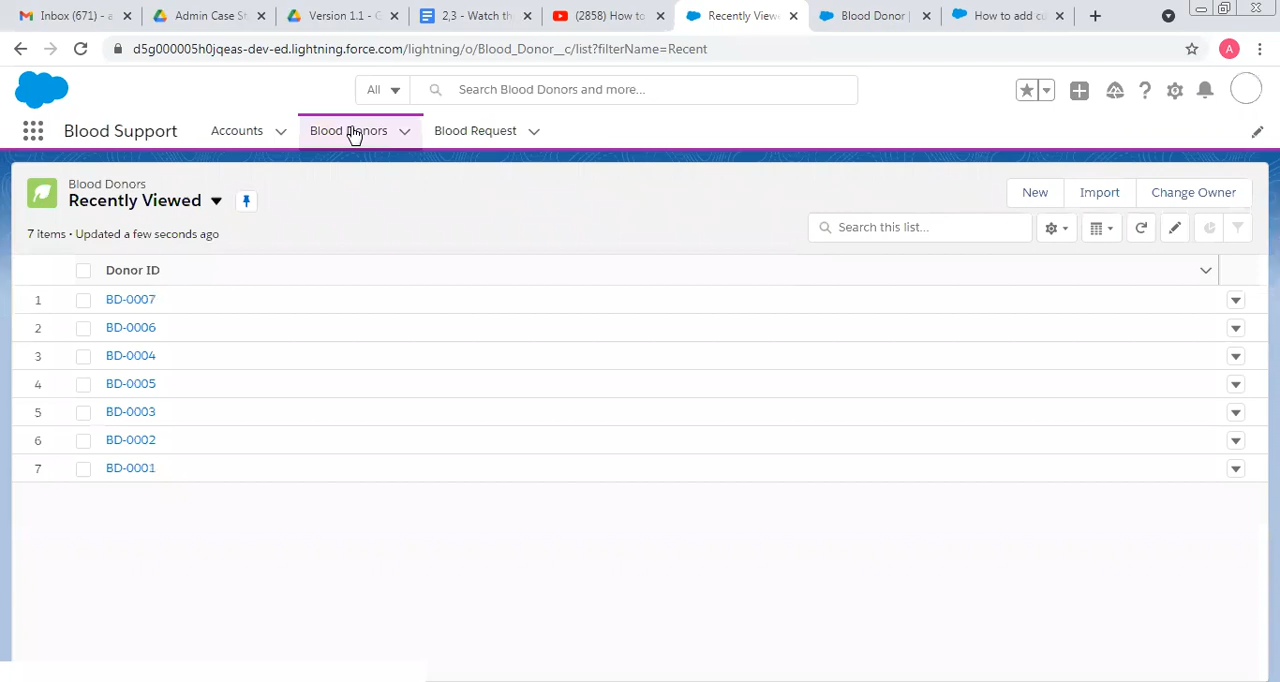 Inbox (671) - a
Admin Case St
Version 1.1 - G
2,3 - Watch th
(2858) How to
Recently View
Blood Donor |
How to add cu
d5g000005h0jqeas-dev-ed.lightning.force.com/lightning/o/Blood_Donor__c/list?filterName=Recent
A
All
Search Blood Donors and more...
Blood Support
Accounts
Blood Donors
Blood Request
Blood Donors
Recently Viewed
New
Import
Change Owner
7 items • Updated a few seconds ago
Search this list...
Donor ID
1 BD-0007
2 BD-0006
3 BD-0004
4 BD-0005
5 BD-0003
6 BD-0002
7 BD-0001